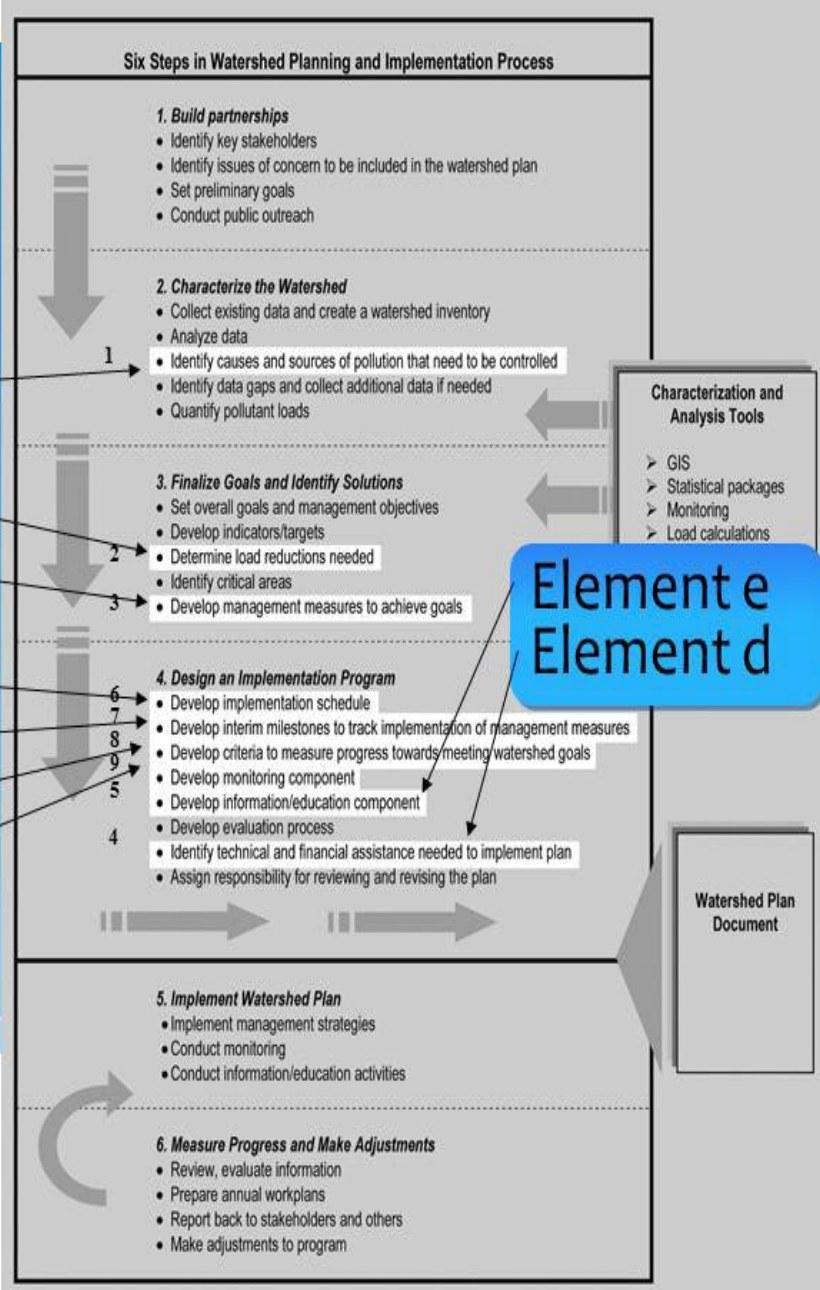 Six Steps in Watershed Planning and Implementation Process
1. Build partnerships
• Identify key stakeholders
• Identify issues of concern to be included in the watershed plan
• Set preliminary goals
• Conduct public outreach
2. Characterize the Watershed
• Collect existing data and create a watershed inventory
• Analyze data
1 • Identify causes and sources of pollution that need to be controlled
• Identify data gaps and collect additional data if needed
• Quantify pollutant loads
3. Finalize Goals and Identify Solutions
• Set overall goals and management objectives
• Develop indicators/targets
2 • Determine load reductions needed
• Identify critical areas
3 • Develop management measures to achieve goals
4. Design an Implementation Program
6 • Develop implementation schedule
7 • Develop interim milestones to track implementation of management measures
8 • Develop criteria to measure progress towards meeting watershed goals
9 • Develop monitoring component
5 • Develop information/education component
• Develop evaluation process
4 • Identify technical and financial assistance needed to implement plan
• Assign responsibility for reviewing and revising the plan
5. Implement Watershed Plan
• Implement management strategies
• Conduct monitoring
• Conduct information/education activities
6. Measure Progress and Make Adjustments
• Review, evaluate information
• Prepare annual workplans
• Report back to stakeholders and others
• Make adjustments to program
Characterization and
Analysis Tools
➢ GIS
➢ Statistical packages
➢ Monitoring
➢ Load calculations
Element e
Element d
Watershed Plan
Document